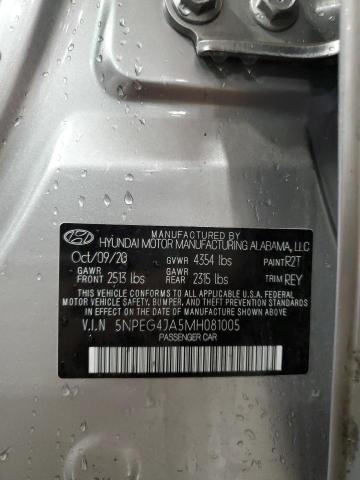 MANUFACTURED BY
HYUNDAI MOTOR MANUFACTURING ALABAMA, LLC
Oct/09/20 GVWR 4354 lbs PAINT R2T
GAWR FRONT 2513 lbs GAWR REAR 2315 lbs TRIM REY
THIS VEHICLE CONFORMS TO ALL APPLICABLE U.S.A. FEDERAL
MOTOR VEHICLE SAFETY, BUMPER, AND THEFT PREVENTION
STANDARDS IN EFFECT ON THE DATE OF MANUFACTURE SHOWN ABOVE.
V.I.N 5NPEG4JA5MH081005
PASSENGER CAR